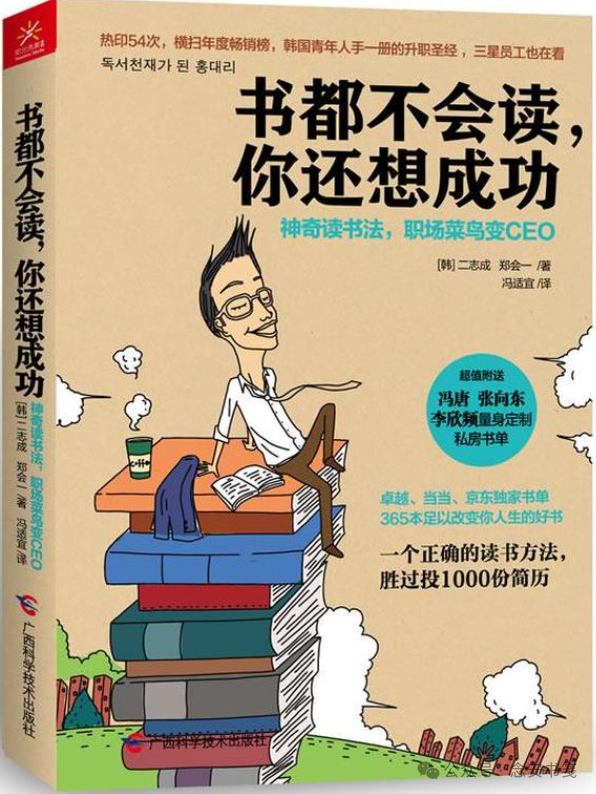 热印54次，横扫年度畅销榜，韩国青年人手一册的升职圣经，三星员工也在看
독서천재가 된 홍대리
书都不会读，
你还想成功
神奇读书法，职场菜鸟变CEO
[韩] 二志成 郑会一 /著
冯适宜 /译
超值附送
冯唐 张向东
李欣频量身定制
私房书单
卓越、当当、京东独家书单
365本足以改变你人生的好书
一个正确的读书方法，
胜过投1000份简历
广西科学技术出版社
书都不会读，你还想成功
神奇读书法，职场菜鸟变CEO
[韩]二志成 郑会一/著 冯适宜/译
广西科学技术出版社
公众号·念安书戋